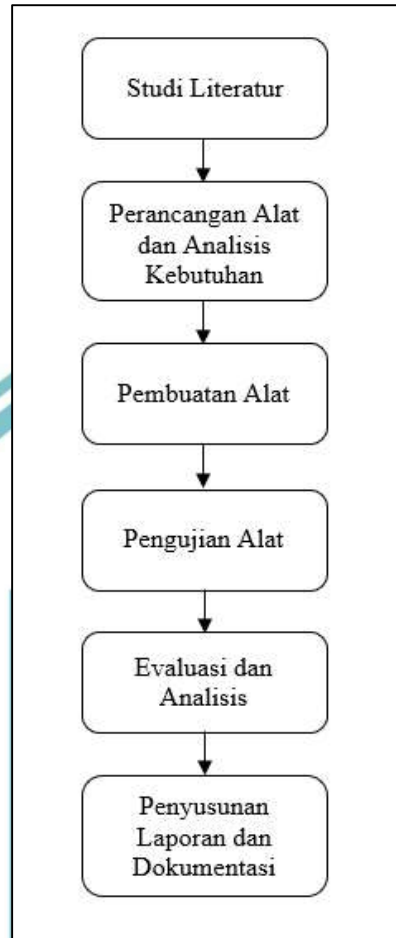 Studi Literatur
Perancangan Alat
dan Analisis
Kebutuhan
Pembuatan Alat
Pengujian Alat
Evaluasi dan
Analisis
Penyusunan
Laporan dan
Dokumentasi